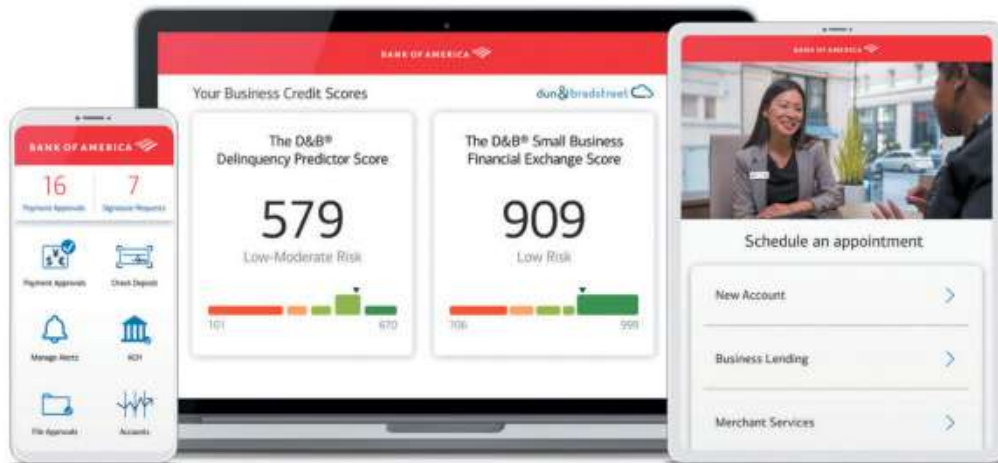 BANK OF AMERICA
16
7
Payment Approvals
Signature Requests
Payment Approvals
Check Deposit
Manage Alerts
ACH
File Approvals
Accounts
BANK OF AMERICA
Your Business Credit Scores
dun&bradstreet
The D&B®
Delinquency Predictor Score
579
Low-Moderate Risk
101
670
The D&B® Small Business
Financial Exchange Score
909
Low Risk
706
999
BANK OF AMERICA
Schedule an appointment
New Account
Business Lending
Merchant Services